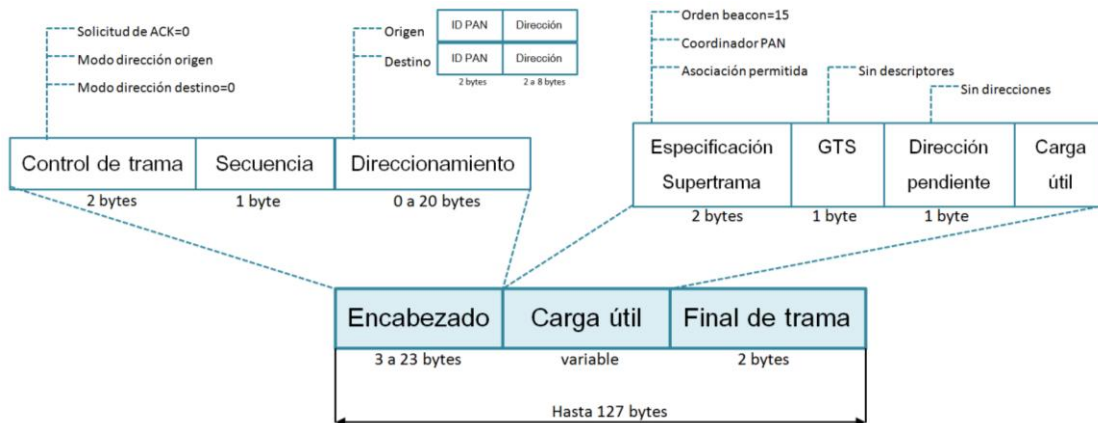 Solicitud de ACK=0
Modo dirección origen
Modo dirección destino=0
Origen
ID PAN
Dirección
Destino
ID PAN
Dirección
2 bytes
2 a 8 bytes
Orden beacon=15
Coordinador PAN
Asociación permitida
Sin descriptores
Sin direcciones
Control de trama
Secuencia
Direccionamiento
2 bytes
1 byte
0 a 20 bytes
Especificación
Supertrama
GTS
Dirección
pendiente
Carga
útil
2 bytes
1 byte
1 byte
Encabezado
Carga útil
Final de trama
3 a 23 bytes
variable
2 bytes
Hasta 127 bytes